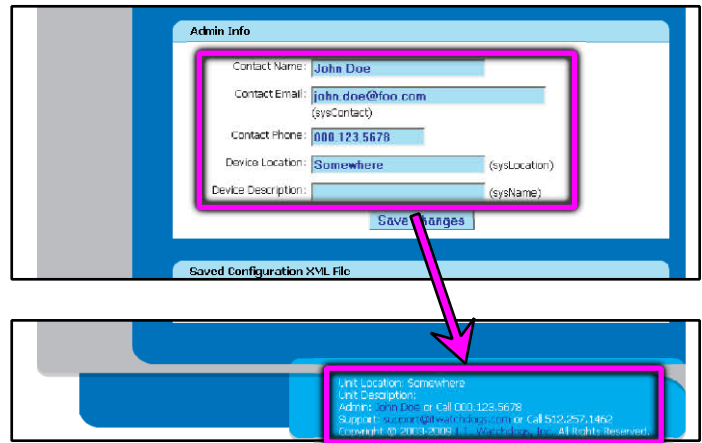 Admin Info
Contact Name: John Doe
Contact Email: john.doe@foo.com
(sysContact)
Contact Phone: 000.123.5678
Device Location: Somewhere (sysLocation)
Device Description: (sysName)
Save Changes
Saved Configuration XML File
Unit Location: Somewhere
Unit Description:
Admin: John Doe or Call 000.123.5678
Support: support@itwatchdogs.com or Call 512.257.1462
Copyright © 2003-2009 I.T. Watchdogs, Inc. All Rights Reserved.